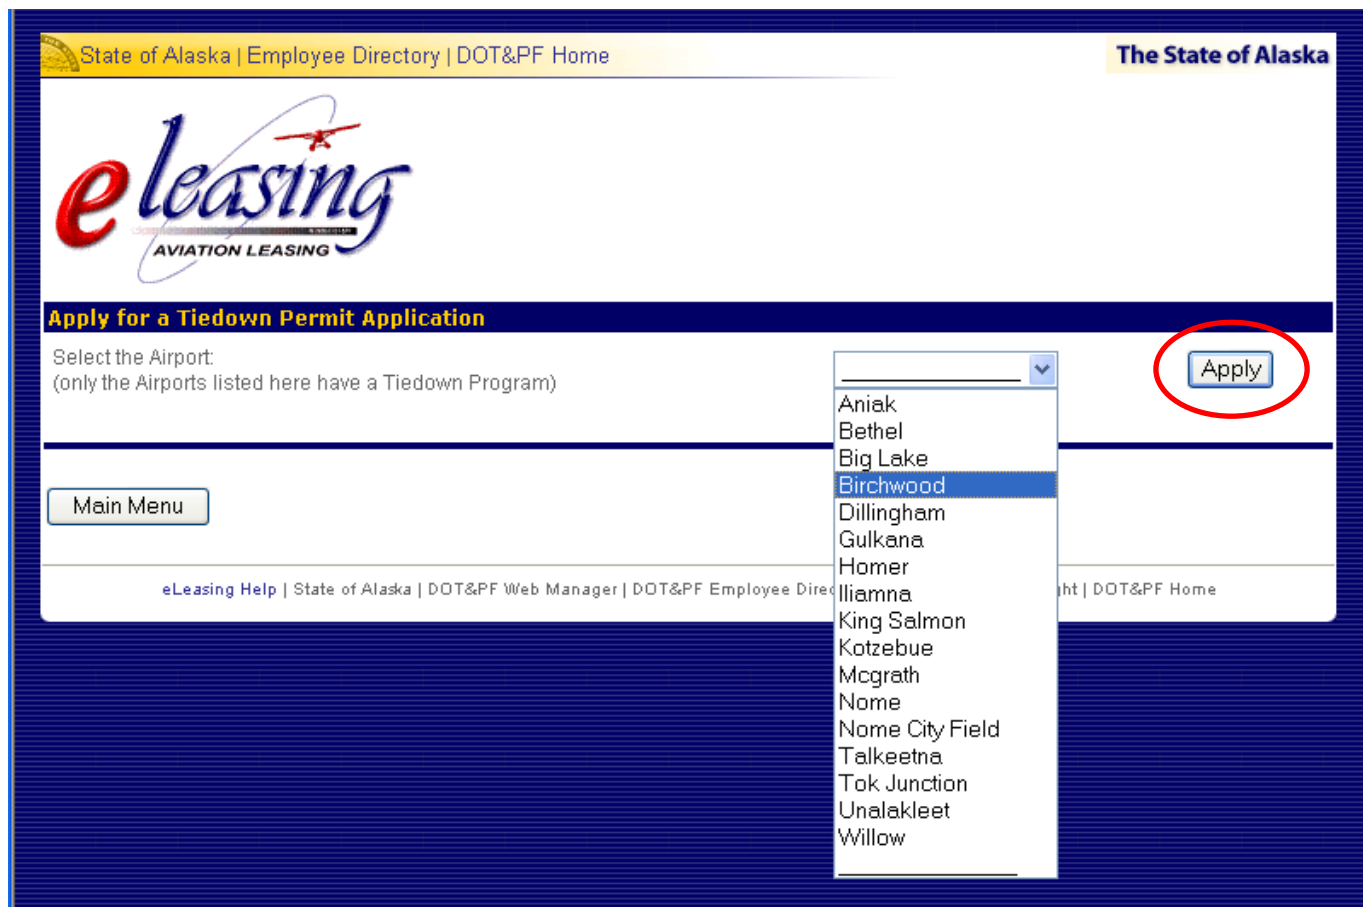 State of Alaska | Employee Directory | DOT&PF Home
The State of Alaska
eleasing
AVIATION LEASING
Apply for a Tiedown Permit Application
Select the Airport:
(only the Airports listed here have a Tiedown Program)
Apply
Aniak
Bethel
Big Lake
Birchwood
Dillingham
Gulkana
Homer
Iliamna
King Salmon
Kotzebue
Mcgrath
Nome
Nome City Field
Talkeetna
Tok Junction
Unalakleet
Willow
Main Menu
eLeasing Help | State of Alaska | DOT&PF Web Manager | DOT&PF Employee Direc ht | DOT&PF Home